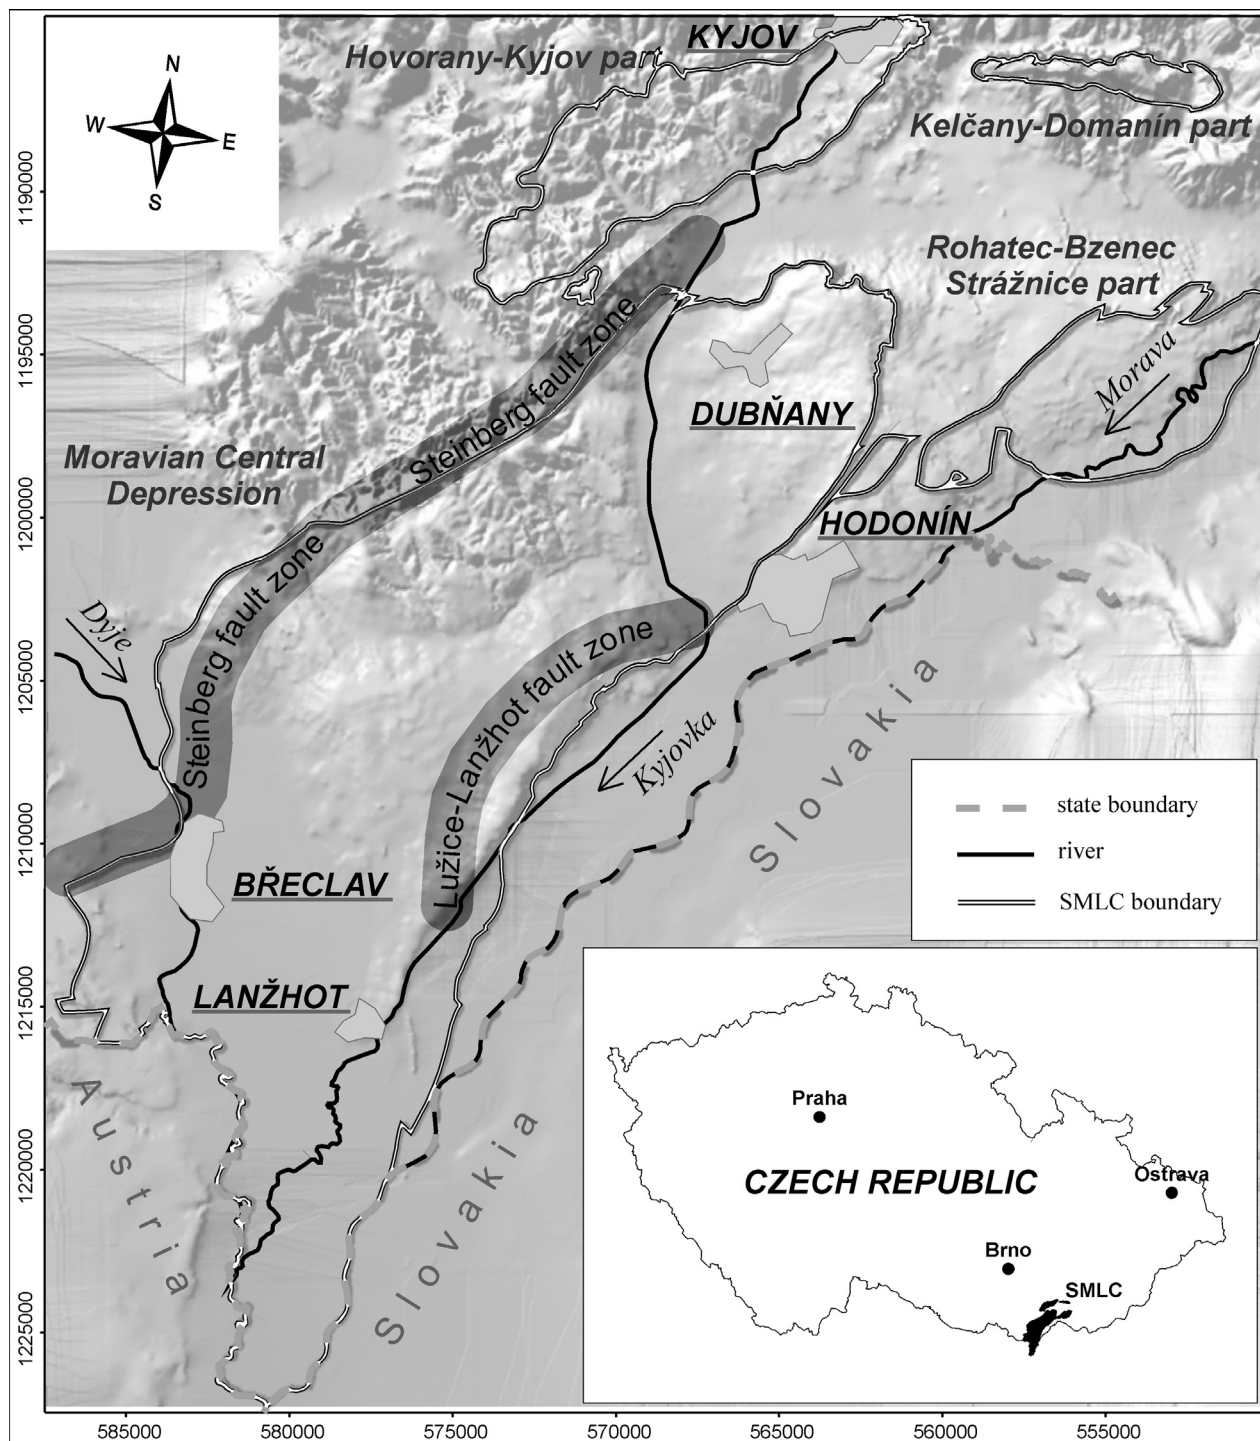 KYJOV
Hovorany-Kyjov part
N
W
E
S
Kelčany-Domanín part
Rohatec-Bzenec
Strážnice part
Morava
Steinberg fault zone
DUBŇANY
Moravian Central
Depression
HODONÍN
Steinberg fault zone
Dyje
Lužice-Lanžhot fault zone
Kyjovka
Slovakia
BŘECLAV
LANŽHOT
Austria
Slovakia
state boundary
river
SMLC boundary
Praha
CZECH REPUBLIC
Ostrava
Brno
SMLC
1190000
1195000
1200000
1205000
1210000
1215000
1220000
1225000
585000
580000
575000
570000
565000
560000
555000